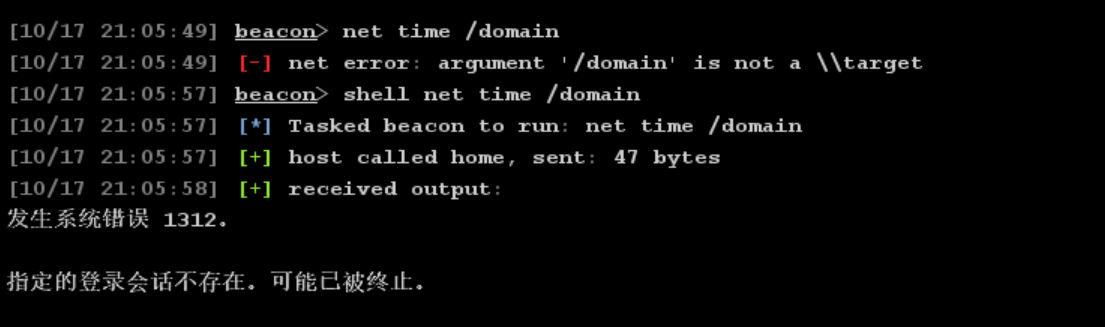 [10/17 21:05:49] beacon> net time /domain
[10/17 21:05:49] [-] net error: argument '/domain' is not a \\target
[10/17 21:05:57] beacon> shell net time /domain
[10/17 21:05:57] [*] Tasked beacon to run: net time /domain
[10/17 21:05:57] [+] host called home, sent: 47 bytes
[10/17 21:05:58] [+] received output:
发生系统错误 1312。
指定的登录会话不存在。可能已被终止。